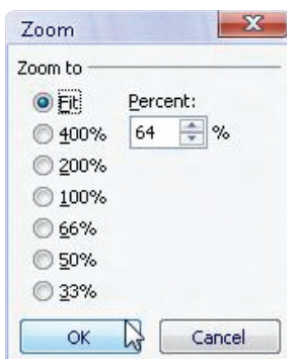 Zoom
Zoom to
Fit
Percent:
400%
64 %
200%
100%
66%
50%
33%
OK
Cancel